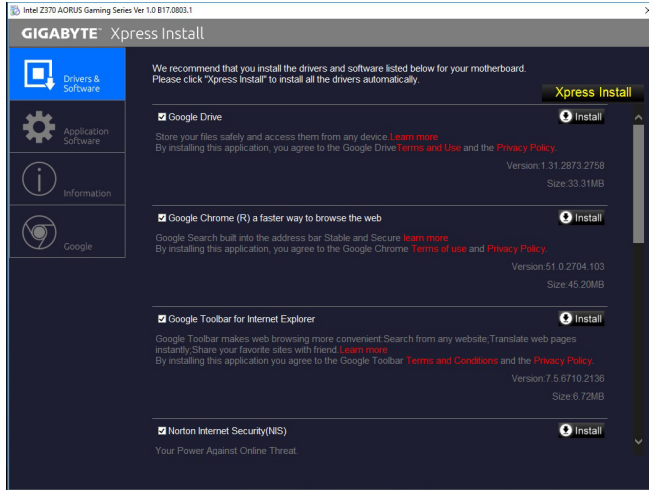 Intel Z370 AORUS Gaming Series Ver 1.0 B17.0803.1
GIGABYTE™ Xpress Install
Drivers &
Software
Application
Software
Information
Google
We recommend that you install the drivers and software listed below for your motherboard.
Please click "Xpress Install" to install all the drivers automatically.
Xpress Install
Google Drive
Install
Store your files safely and access them from any device.Learn more
By installing this application, you agree to the Google DriveTerms and Use and the Privacy Policy.
Version:1.31.2873.2758
Size:33.31MB
Google Chrome (R) a faster way to browse the web
Install
Google Search built into the address bar Stable and Secure learn more
By installing this application, you agree to the Google Chrome Terms of use and Privacy Policy.
Version:51.0.2704.103
Size:45.20MB
Google Toolbar for Internet Explorer
Install
Google Toolbar makes web browsing more convenient:Search from any website;Translate web pages
instantly;Share your favorite sites with friend.Learn more
By installing this application you agree to the Google Toolbar Terms and Conditions and the Privacy Policy.
Version:7.5.6710.2136
Size:6.72MB
Norton Internet Security(NIS)
Install
Your Power Against Online Threat.